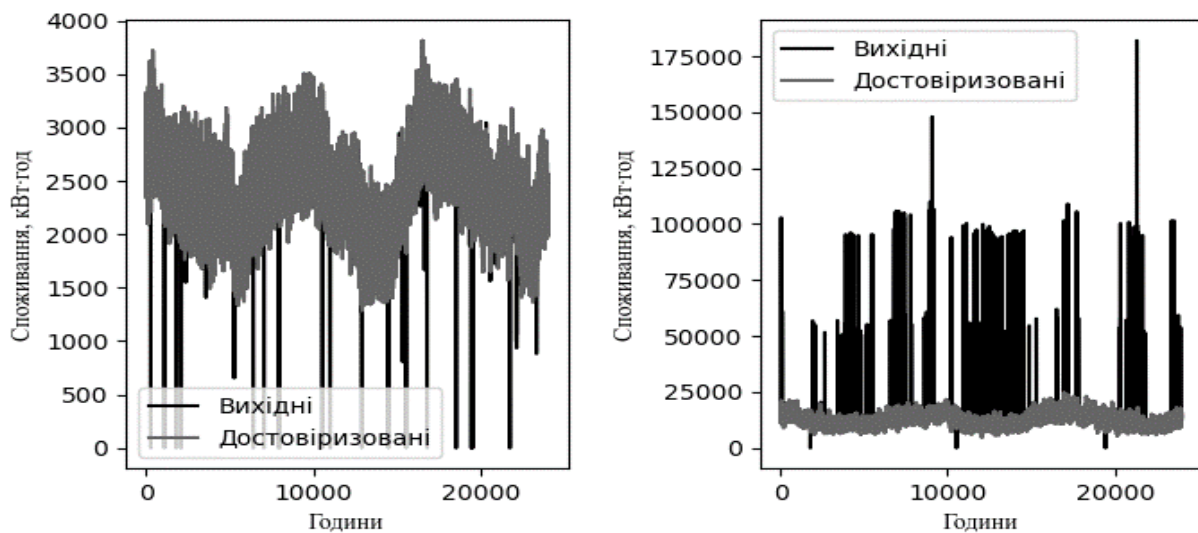 4000
3500
3000
2500
2000
1500
1000
500
0
Споживання, кВт·год
Вихідні
Достовіризовані
0
10000
20000
Години
175000
150000
125000
100000
75000
50000
25000
0
Споживання, кВт·год
Вихідні
Достовіризовані
0
10000
20000
Години